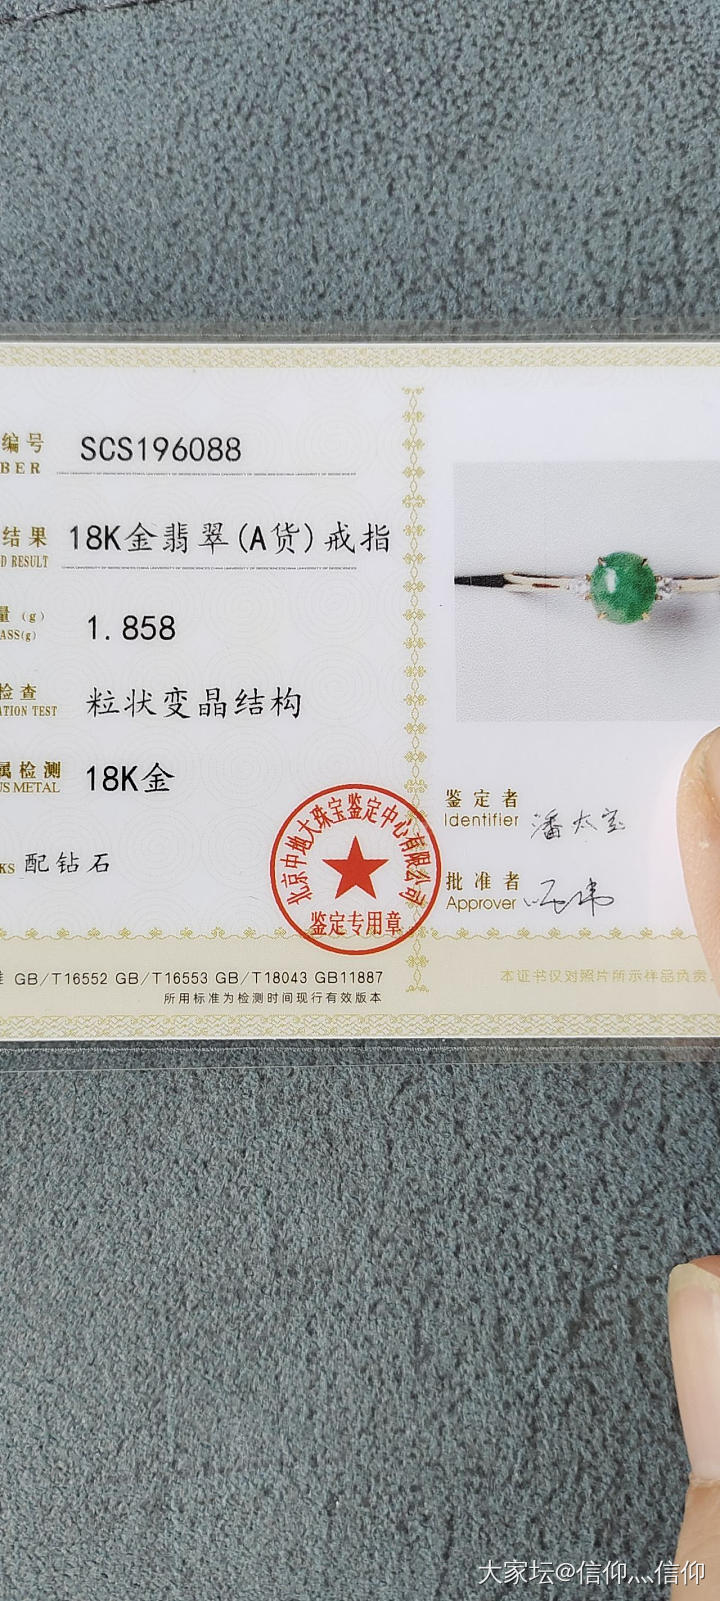 编号
BER
SCS196088
结果
D RESULT
18K金翡翠(A货)戒指
量(g)
ASS(g)
1.858
检查
ATION TEST
粒状变晶结构
属检测
US METAL
18K金
KS 配钻石
北京中地大珠宝鉴定中心有限公司
鉴定专用章
GB/T16552 GB/T16553 GB/T18043 GB11887
所用标准为检测时间现行有效版本
鉴定者
Identifier
潘太宝
批准者
Approver
本证书仅对照片所示样品负责
大家坛@信仰灬信仰